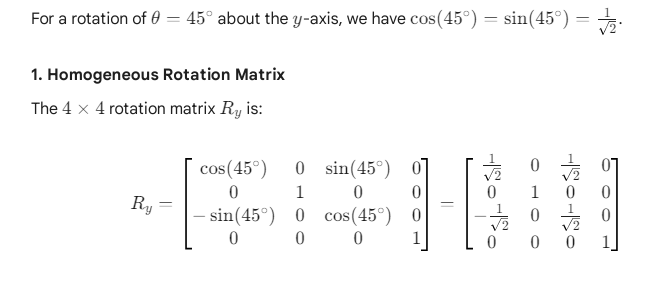 For a rotation of θ = 45° about the y-axis, we have cos(45°) = sin(45°) = 1/√2.
1. Homogeneous Rotation Matrix
The 4 × 4 rotation matrix R_y is:
R_y = [cos(45°) 0 sin(45°) 0; 0 1 0 0; −sin(45°) 0 cos(45°) 0; 0 0 0 1] = [1/√2 0 1/√2 0; 0 1 0 0; −1/√2 0 1/√2 0; 0 0 0 1]